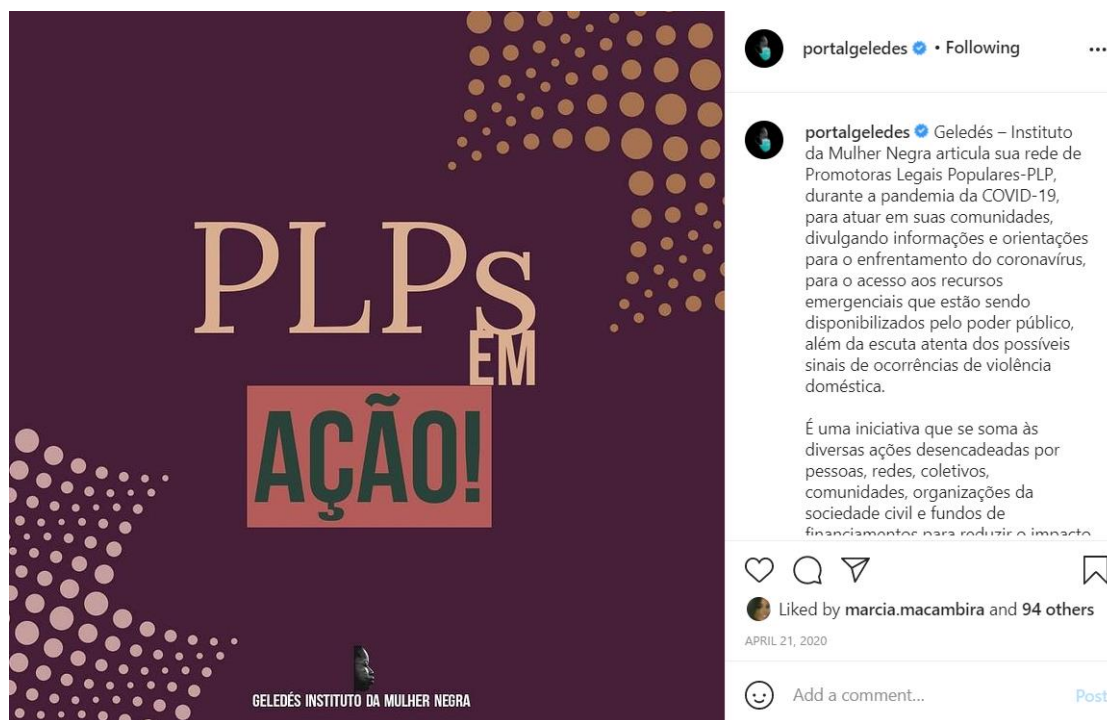 PLPs
EM
AÇÃO!
GELEDÉS INSTITUTO DA MULHER NEGRA
portalgeledes • Following
portalgeledes Geledés – Instituto
da Mulher Negra articula sua rede de
Promotoras Legais Populares-PLP,
durante a pandemia da COVID-19,
para atuar em suas comunidades,
divulgando informações e orientações
para o enfrentamento do coronavírus,
para o acesso aos recursos
emergenciais que estão sendo
disponibilizados pelo poder público,
além da escuta atenta dos possíveis
sinais de ocorrências de violência
doméstica.
É uma iniciativa que se soma às
diversas ações desencadeadas por
pessoas, redes, coletivos,
comunidades, organizações da
sociedade civil e fundos de
financiamentos para reduzir o impacto
Liked by marcia.macambira and 94 others
APRIL 21, 2020
Add a comment...
Post